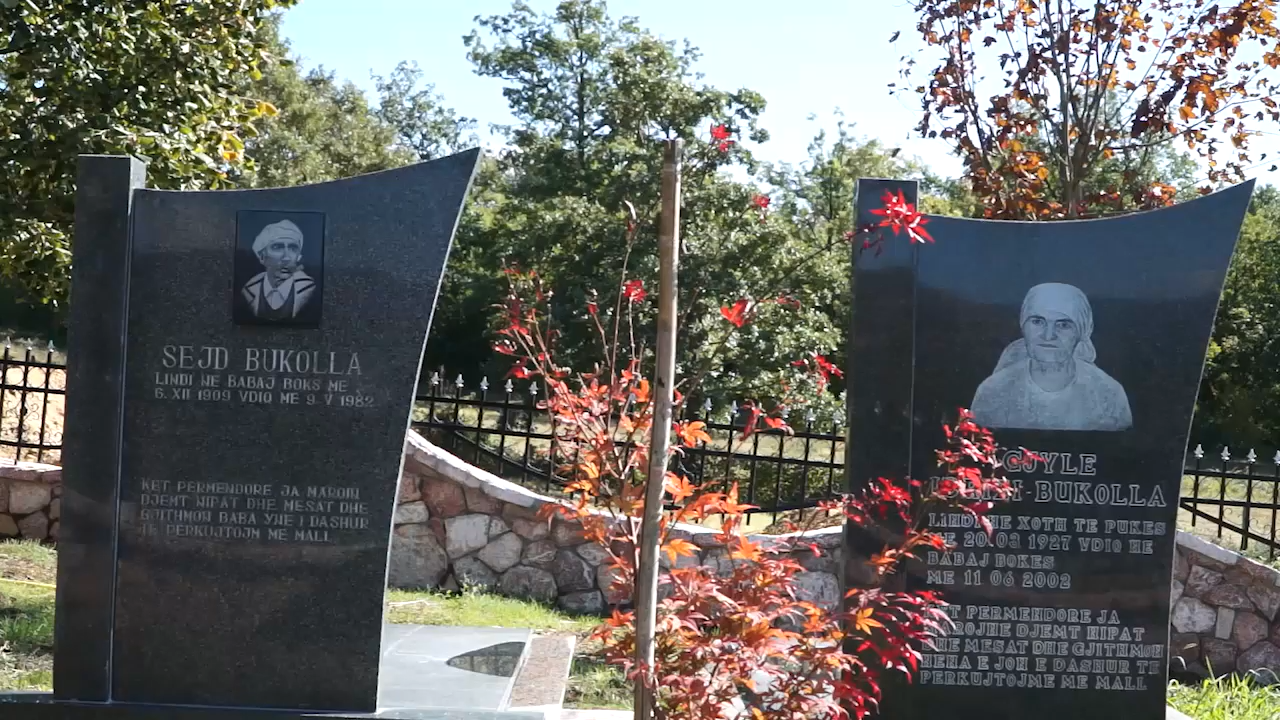 SEJD BUKOLLA
LINDI NE BABAJ BOKS ME
6.XII 1909 VDIQ ME 9 V 1982
KET PERMENDORE JA MAROIN
DJEMT NIPAT DHE MESAT DHE
GJITHMON BABA YNE I DASHUR
TE PERKUJTOJM ME MALL
GJYLE
BUKOLLA
LINDI NE XOTH TE PUKES
ME 20.03 1927 VDIQ NE
BABAJ BOKES
ME 11 06 2002
KET PERMENDORE JA
DJEMT NIPAT
DHE MESAT DHE GJITHMON
NENA E JON E DASHUR TE
PERKUJTOJME ME MALL